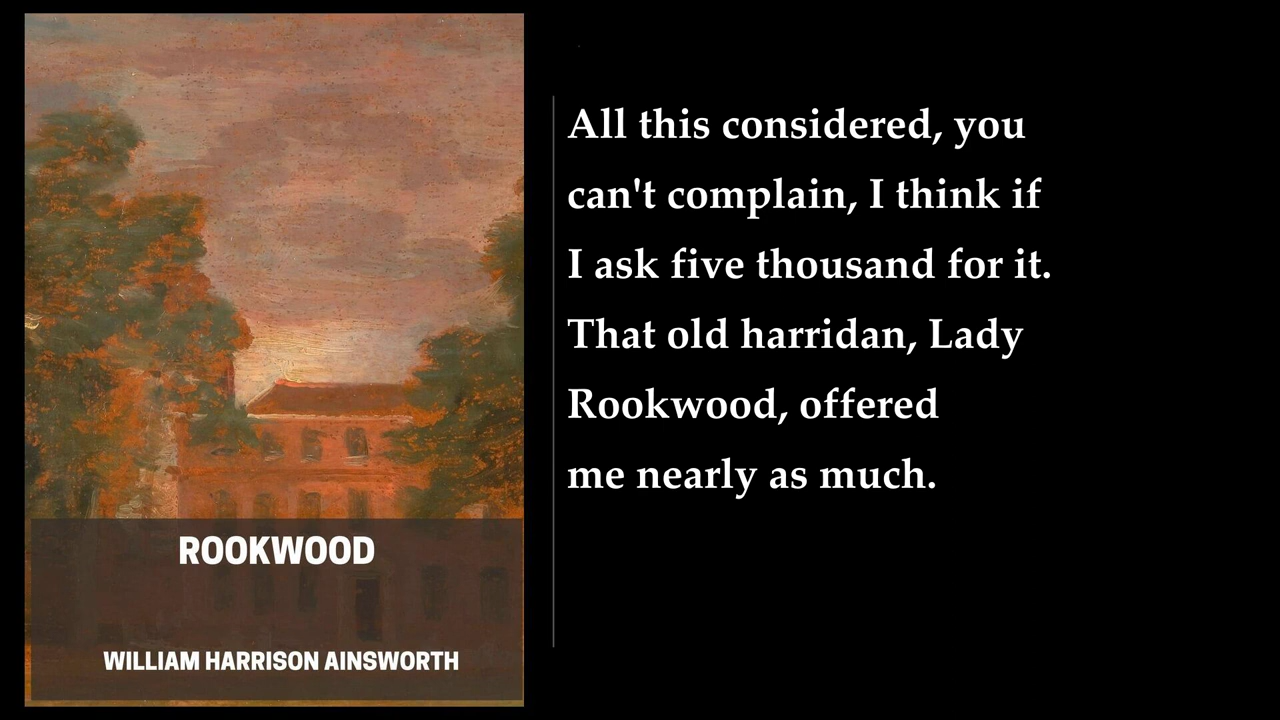 ROOKWOOD
WILLIAM HARRISON AINSWORTH
All this considered, you
can't complain, I think if
I ask five thousand for it.
That old harridan, Lady
Rookwood, offered
me nearly as much.